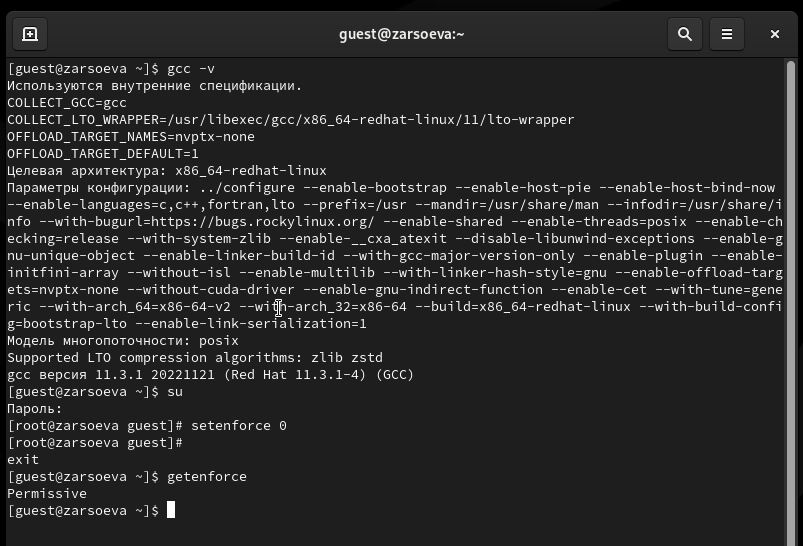 guest@zarsoeva:~
[guest@zarsoeva ~]$ gcc -v
Используются внутренние спецификации.
COLLECT_GCC=gcc
COLLECT_LTO_WRAPPER=/usr/libexec/gcc/x86_64-redhat-linux/11/lto-wrapper
OFFLOAD_TARGET_NAMES=nvptx-none
OFFLOAD_TARGET_DEFAULT=1
Целевая архитектура: x86_64-redhat-linux
Параметры конфигурации: ../configure --enable-bootstrap --enable-host-pie --enable-host-bind-now
--enable-languages=c,c++,fortran,lto --prefix=/usr --mandir=/usr/share/man --infodir=/usr/share/i
nfo --with-bugurl=https://bugs.rockylinux.org/ --enable-shared --enable-threads=posix --enable-ch
ecking=release --with-system-zlib --enable-__cxa_atexit --disable-libunwind-exceptions --enable-g
nu-unique-object --enable-linker-build-id --with-gcc-major-version-only --enable-plugin --enable-
initfini-array --without-isl --enable-multilib --with-linker-hash-style=gnu --enable-offload-targ
ets=nvptx-none --without-cuda-driver --enable-gnu-indirect-function --enable-cet --with-tune=gene
ric --with-arch_64=x86-64-v2 --with-arch_32=x86-64 --build=x86_64-redhat-linux --with-build-confi
g=bootstrap-lto --enable-link-serialization=1
Модель многопоточности: posix
Supported LTO compression algorithms: zlib zstd
gcc версия 11.3.1 20221121 (Red Hat 11.3.1-4) (GCC)
[guest@zarsoeva ~]$ su
Пароль:
[root@zarsoeva guest]# setenforce 0
[root@zarsoeva guest]#
exit
[guest@zarsoeva ~]$ getenforce
Permissive
[guest@zarsoeva ~]$